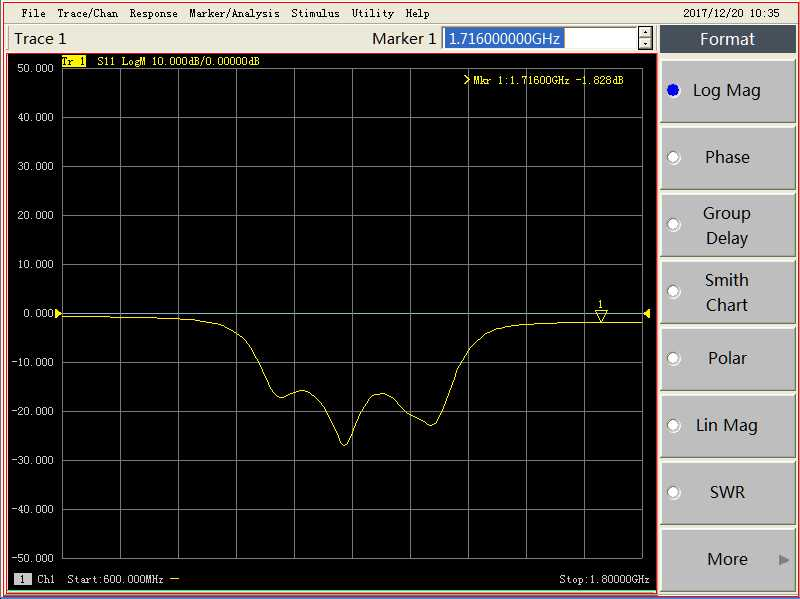 File Trace/Chan Response Marker/Analysis Stimulus Utility Help 2017/12/20 10:35
Trace 1 Marker 1 1.716000000GHz Format
Tr 1 S11 LogM 10.000dB/0.00000dB
>Mkr 1:1.71600GHz -1.828dB
50.000
40.000
30.000
20.000
10.000
0.000
1
-10.000
-20.000
-30.000
-40.000
-50.000
1 Ch1 Start:600.000MHz — Stop:1.80000GHz
Log Mag
Phase
Group
Delay
Smith
Chart
Polar
Lin Mag
SWR
More